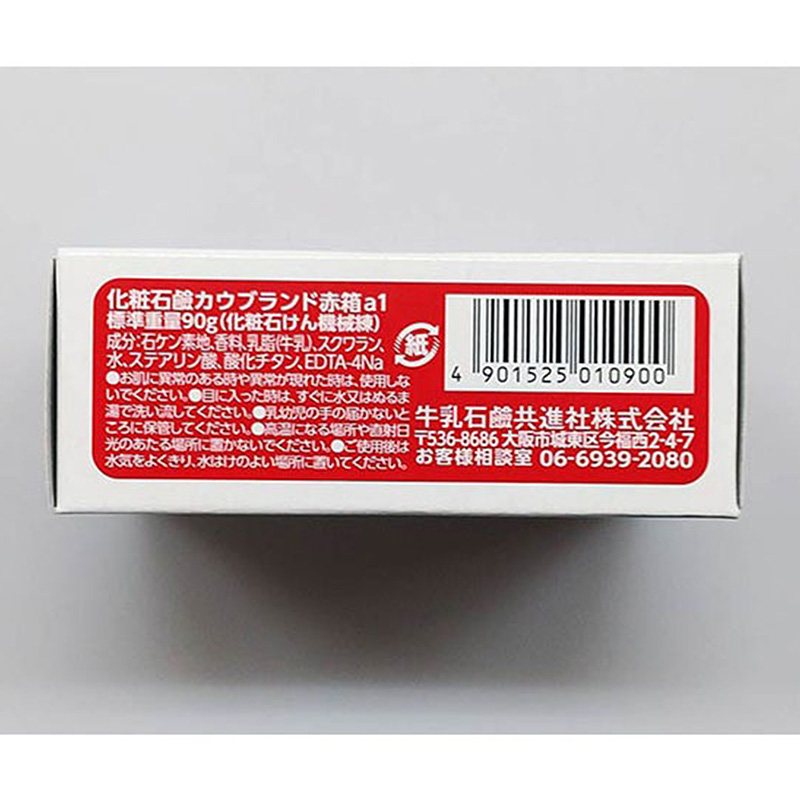 化粧石鹸カウブランド赤箱a1
標準重量90g(化粧石けん機械練)
成分:石ケン素地、香料、乳脂(牛乳)、スクワラン、
水、ステアリン酸、酸化チタン、EDTA-4Na
●お肌に異常のある時や異常が現れた時は、使用しな
いでください。●目に入った時は、すぐに水又はぬるま
湯で洗い流してください。●乳幼児の手の届かないと
ころに保管してください。●高温になる場所や直射日
光のあたる場所に置かないでください。●ご使用後は
水気をよくきり、水はけのよい場所に置いてください。
紙
4 901525 010900
牛乳石鹸共進社株式会社
〒536-8686 大阪市城東区今福西2-4-7
お客様相談室 06-6939-2080